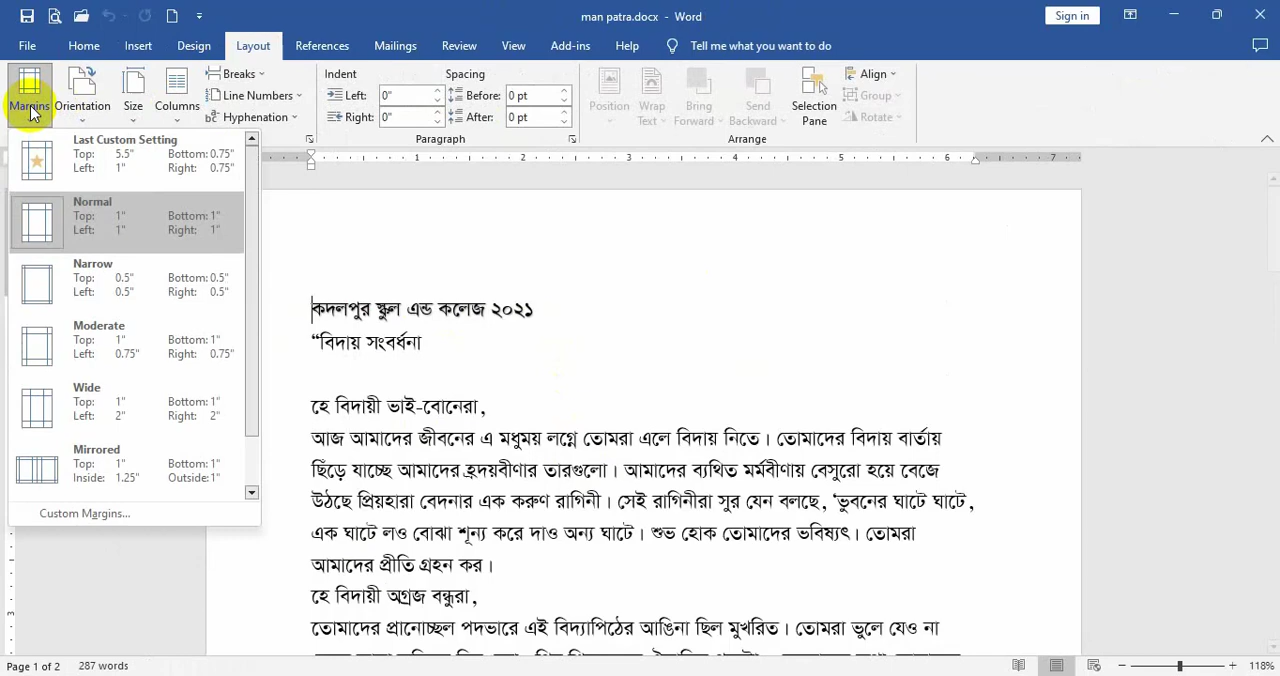 man patra.docx - Word
Sign in
File Home Insert Design Layout References Mailings Review View Add-ins Help Tell me what you want to do
Margins Orientation Size Columns
Breaks
Line Numbers
Hyphenation
Indent Spacing
Left: 0" Before: 0 pt
Right: 0" After: 0 pt
Paragraph
Position Wrap Text Bring Forward Send Backward Selection Pane
Align
Group
Rotate
Arrange
Last Custom Setting
Top: 5.5" Bottom: 0.75"
Left: 1" Right: 0.75"
Normal
Top: 1" Bottom: 1"
Left: 1" Right: 1"
Narrow
Top: 0.5" Bottom: 0.5"
Left: 0.5" Right: 0.5"
Moderate
Top: 1" Bottom: 1"
Left: 0.75" Right: 0.75"
Wide
Top: 1" Bottom: 1"
Left: 2" Right: 2"
Mirrored
Top: 1" Bottom: 1"
Inside: 1.25" Outside: 1"
Custom Margins...
1 2 3 4 5 6 7
কদলপুর স্কুল এন্ড কলেজ ২০২১
“বিদায় সংবর্ধনা
হে বিদায়ী ভাই-বোনেরা,
আজ আমাদের জীবনের এ মধুময় লগ্নে তোমরা এলে বিদায় নিতে। তোমাদের বিদায় বার্তায়
ছিঁড়ে যাচ্ছে আমাদের হৃদয়বীণার তারগুলো। আমাদের ব্যথিত মর্মবীণায় বেসুরো হয়ে বেজে
উঠছে প্রিয়হারা বেদনার এক করুণ রাগিনী। সেই রাগিনীরা সুর যেন বলছে, ‘ভুবনের ঘাটে ঘাটে,
এক ঘাটে লও বোঝা শূন্য করে দাও অন্য ঘাটে। শুভ হোক তোমাদের ভবিষ্যৎ। তোমরা
আমাদের প্রীতি গ্রহন কর।
হে বিদায়ী অগ্রজ বন্ধুরা,
তোমাদের প্রানোচ্ছল পদভারে এই বিদ্যাপিঠের আঙিনা ছিল মুখরিত। তোমরা ভুলে যেও না
3
Page 1 of 2 287 words 118%